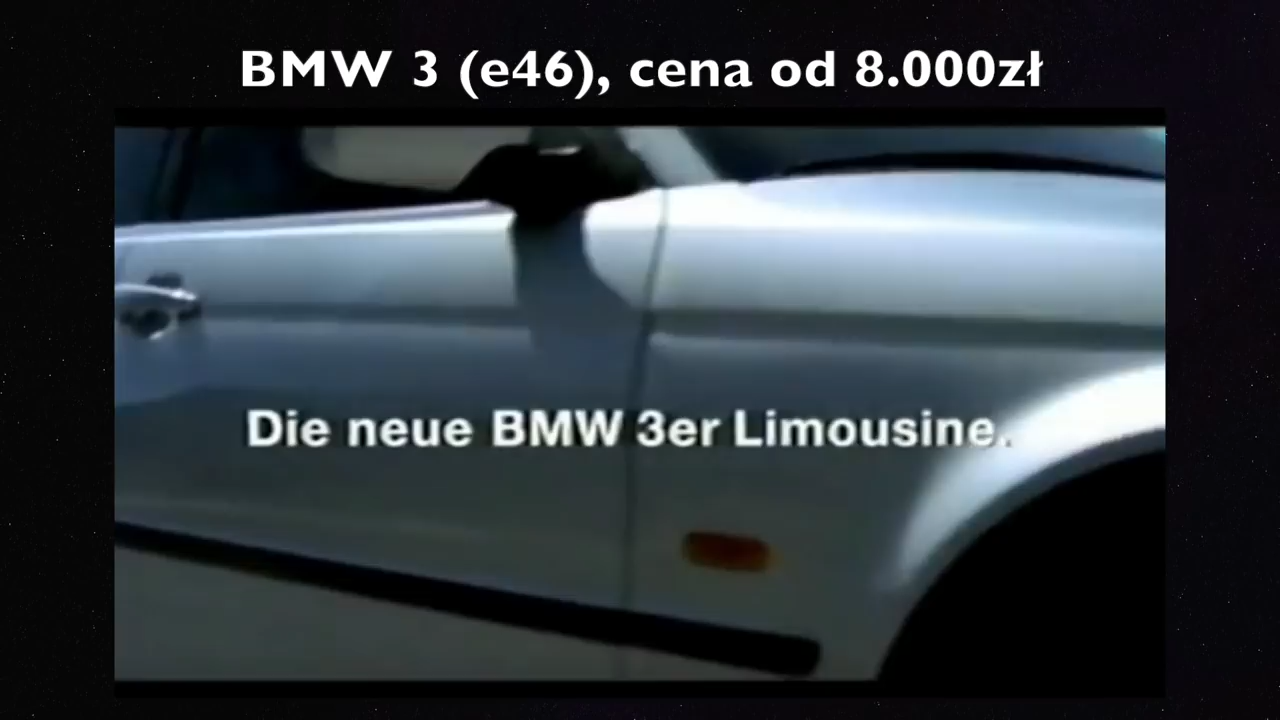 BMW 3 (e46), cena od 8.000zł
Die neue BMW 3er Limousine.